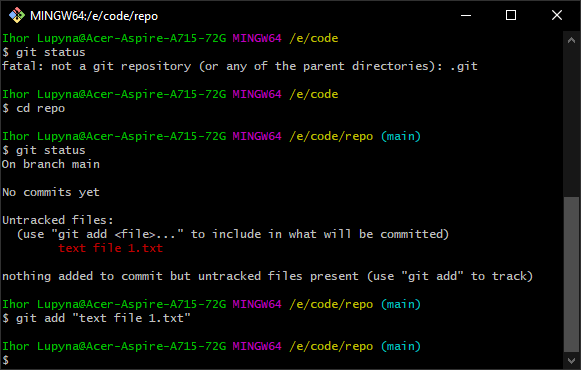 MINGW64:/e/code/repo
Ihor Lupyna@Acer-Aspire-A715-72G MINGW64 /e/code
$ git status
fatal: not a git repository (or any of the parent directories): .git
Ihor Lupyna@Acer-Aspire-A715-72G MINGW64 /e/code
$ cd repo
Ihor Lupyna@Acer-Aspire-A715-72G MINGW64 /e/code/repo (main)
$ git status
On branch main
No commits yet
Untracked files:
(use "git add <file>..." to include in what will be committed)
text file 1.txt
nothing added to commit but untracked files present (use "git add" to track)
Ihor Lupyna@Acer-Aspire-A715-72G MINGW64 /e/code/repo (main)
$ git add "text file 1.txt"
Ihor Lupyna@Acer-Aspire-A715-72G MINGW64 /e/code/repo (main)
$